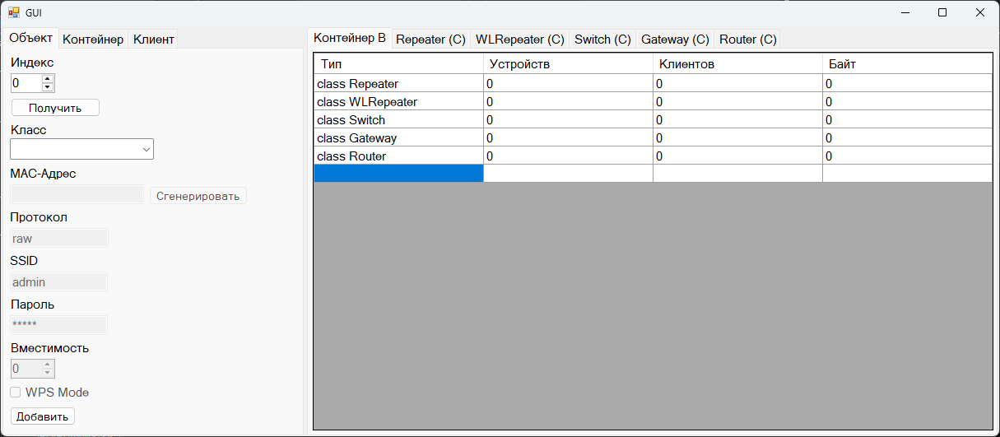 GUI
Объект Контейнер Клиент
Индекс
0
Получить
Класс
MAC-Адрес
Сгенерировать
Протокол
raw
SSID
admin
Пароль
*****
Вместимость
0
WPS Mode
Добавить
Контейнер B Repeater (C) WLRepeater (C) Switch (C) Gateway (C) Router (C)
Тип Устройств Клиентов Байт
class Repeater 0 0 0
class WLRepeater 0 0 0
class Switch 0 0 0
class Gateway 0 0 0
class Router 0 0 0